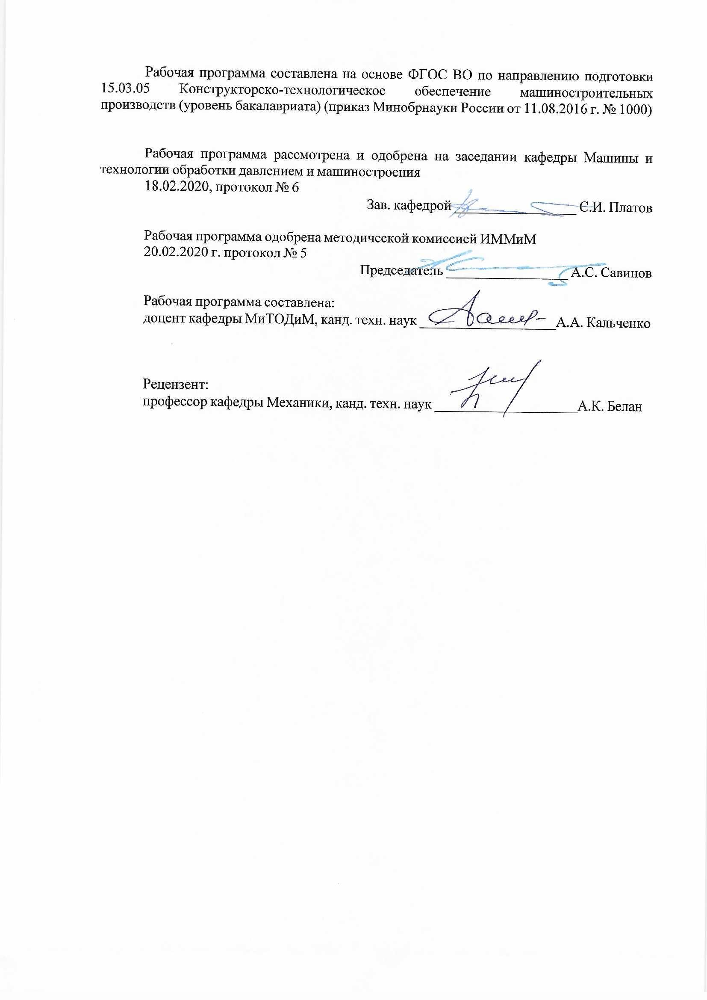 Рабочая программа составлена на основе ФГОС ВО по направлению подготовки
15.03.05 Конструкторско-технологическое обеспечение машиностроительных
производств (уровень бакалавриата) (приказ Минобрнауки России от 11.08.2016 г. № 1000)
Рабочая программа рассмотрена и одобрена на заседании кафедры Машины и
технологии обработки давлением и машиностроения
18.02.2020, протокол № 6
Зав. кафедрой С.И. Платов
Рабочая программа одобрена методической комиссией ИММиМ
20.02.2020 г. протокол № 5
Председатель А.С. Савинов
Рабочая программа составлена:
доцент кафедры МиТОДиМ, канд. техн. наук А.А. Кальченко
Рецензент:
профессор кафедры Механики, канд. техн. наук А.К. Белан